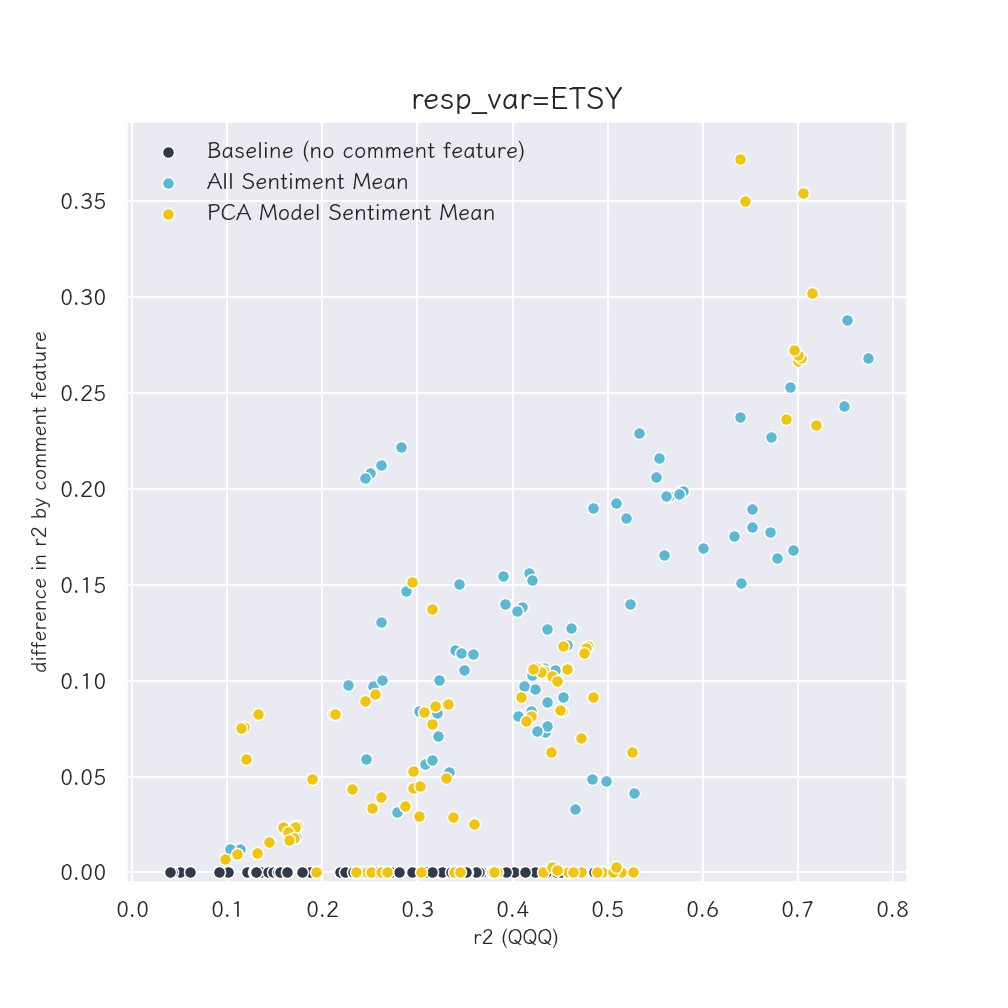 resp_var=ETSY
Baseline (no comment feature)
All Sentiment Mean
PCA Model Sentiment Mean
difference in r2 by comment feature
0.35
0.30
0.25
0.20
0.15
0.10
0.05
0.00
0.0 0.1 0.2 0.3 0.4 0.5 0.6 0.7 0.8
r2 (QQQ)